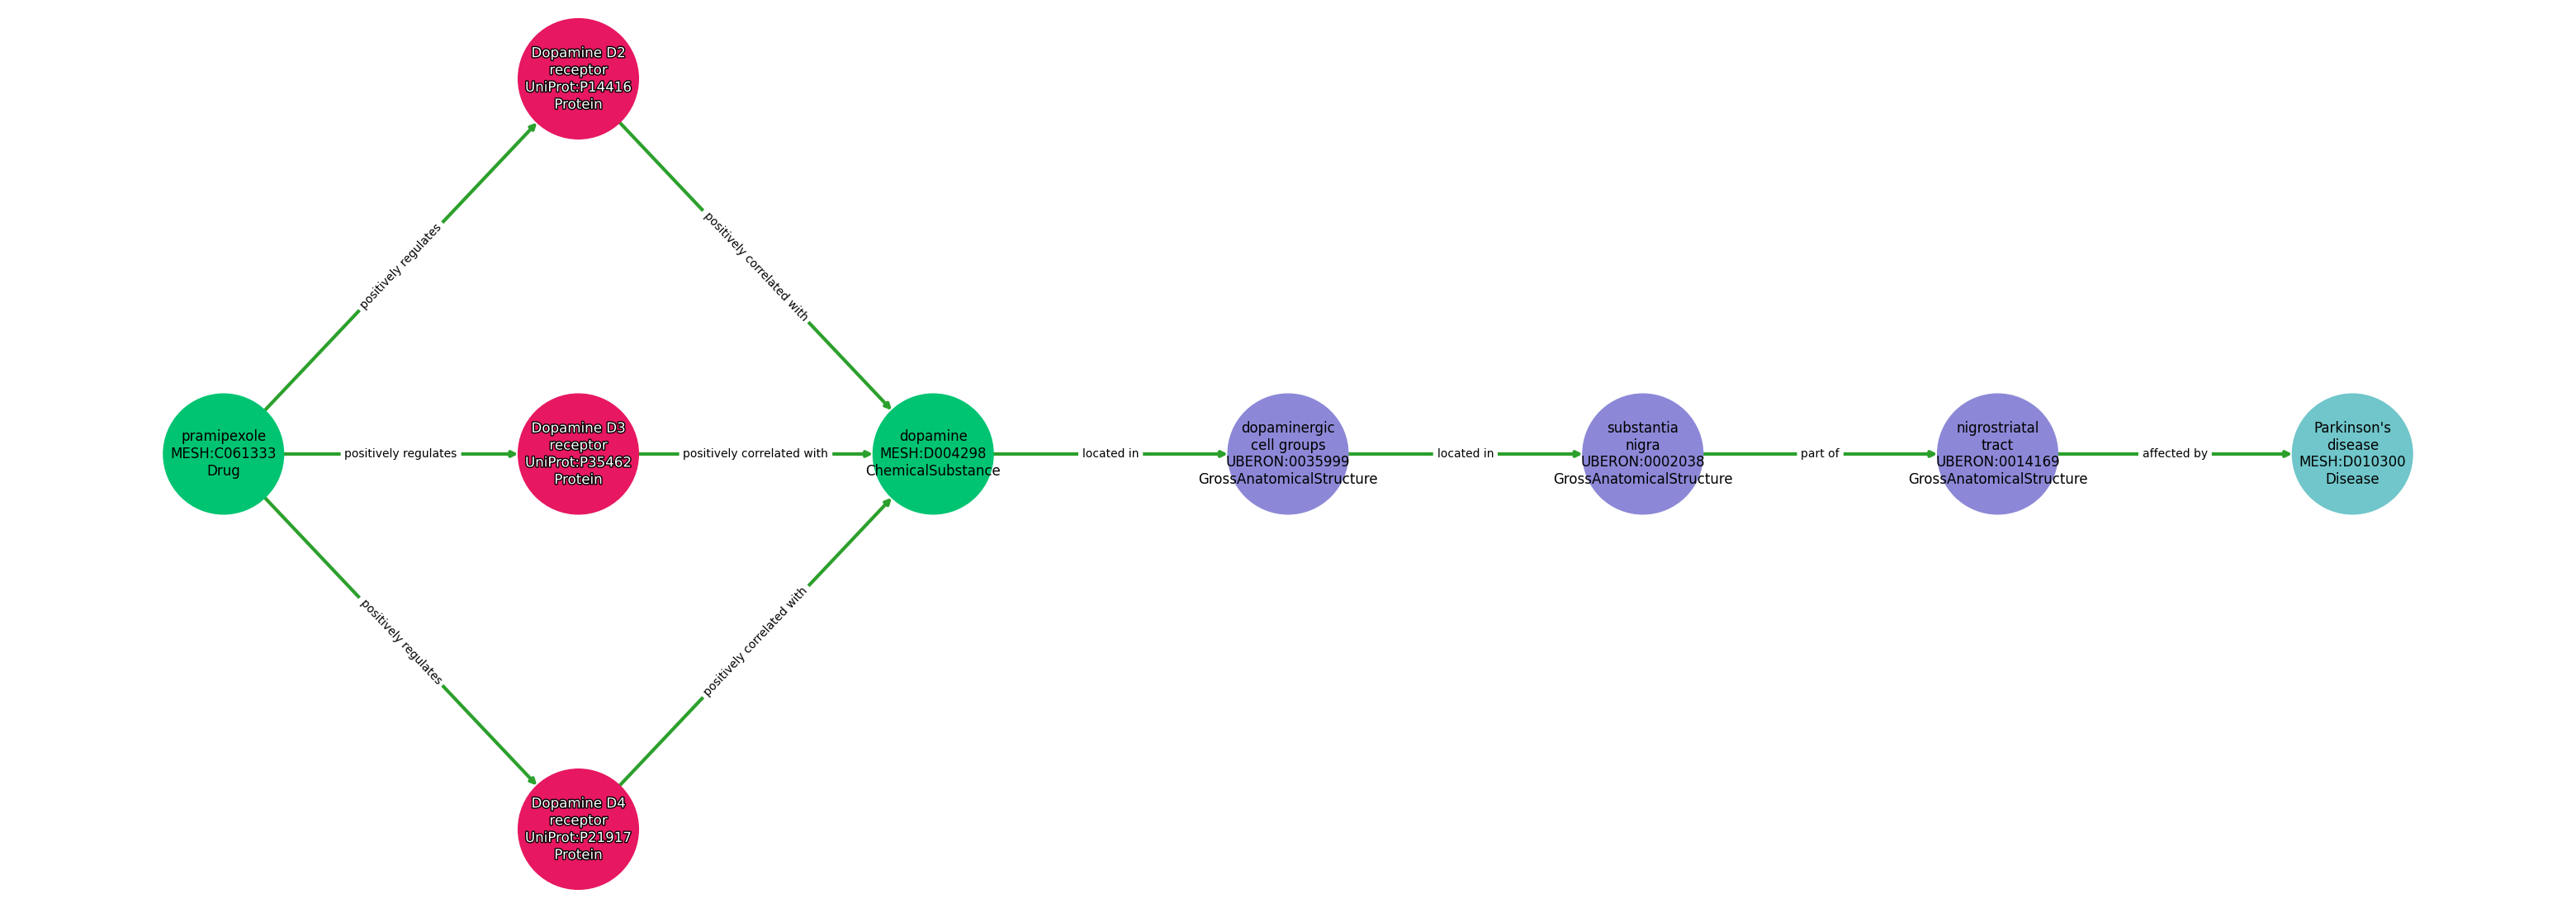 Dopamine D2
receptor
UniProt:P14416
Protein
positively regulates
positively correlated with
pramipexole
MESH:C061333
Drug
positively regulates
Dopamine D3
receptor
UniProt:P35462
Protein
positively correlated with
dopamine
MESH:D004298
ChemicalSubstance
located in
dopaminergic
cell groups
UBERON:0035999
GrossAnatomicalStructure
located in
substantia
nigra
UBERON:0002038
GrossAnatomicalStructure
part of
nigrostriatal
tract
UBERON:0014169
GrossAnatomicalStructure
affected by
Parkinson's
disease
MESH:D010300
Disease
positively regulates
positively correlated with
Dopamine D4
receptor
UniProt:P21917
Protein